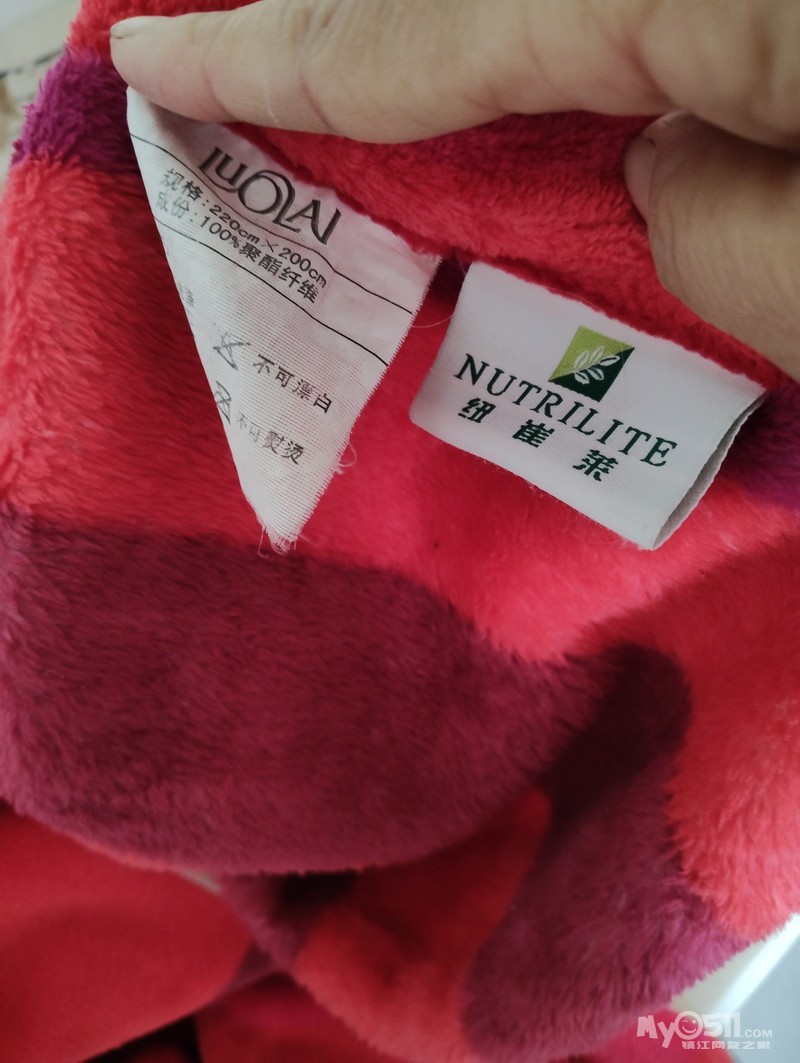 LUOLAI
规格：220cm×200cm
成份：100%聚酯纤维
不可漂白
不可熨烫
NUTRILITE
纽崔莱
MY0511.COM
镇江网友之家